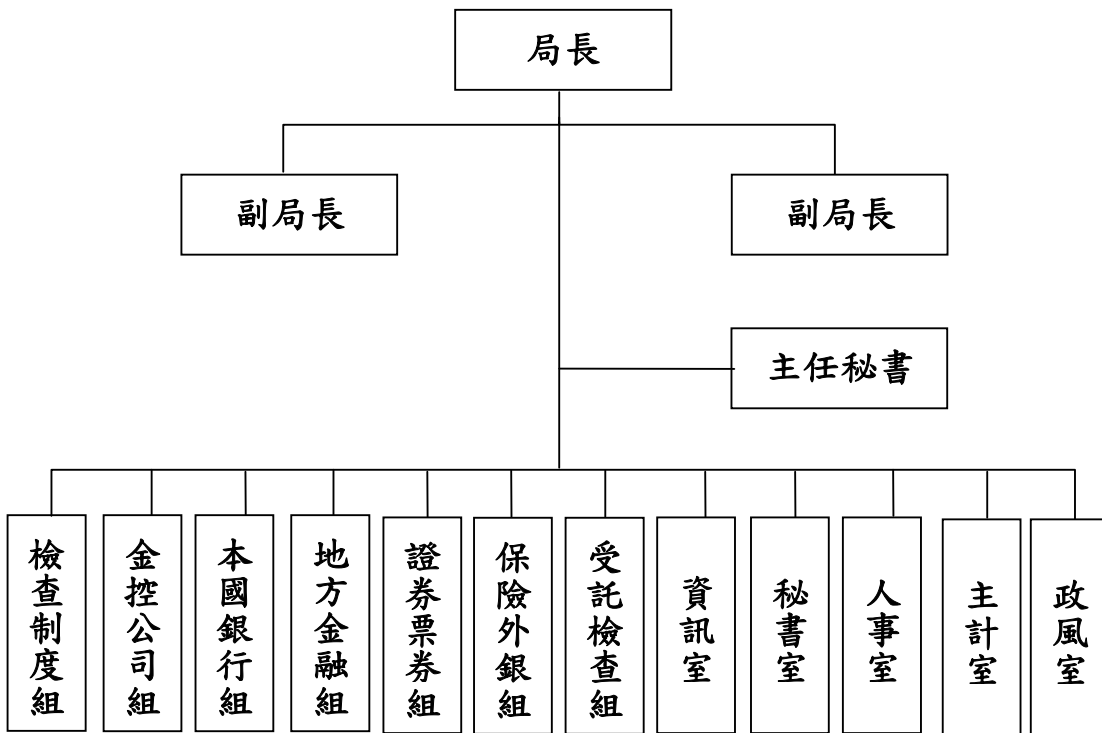 局長
副局長
副局長
主任秘書
檢查制度組
金控公司組
本國銀行組
地方金融組
證券票券組
保險外銀組
受託檢查組
資訊室
秘書室
人事室
主計室
政風室